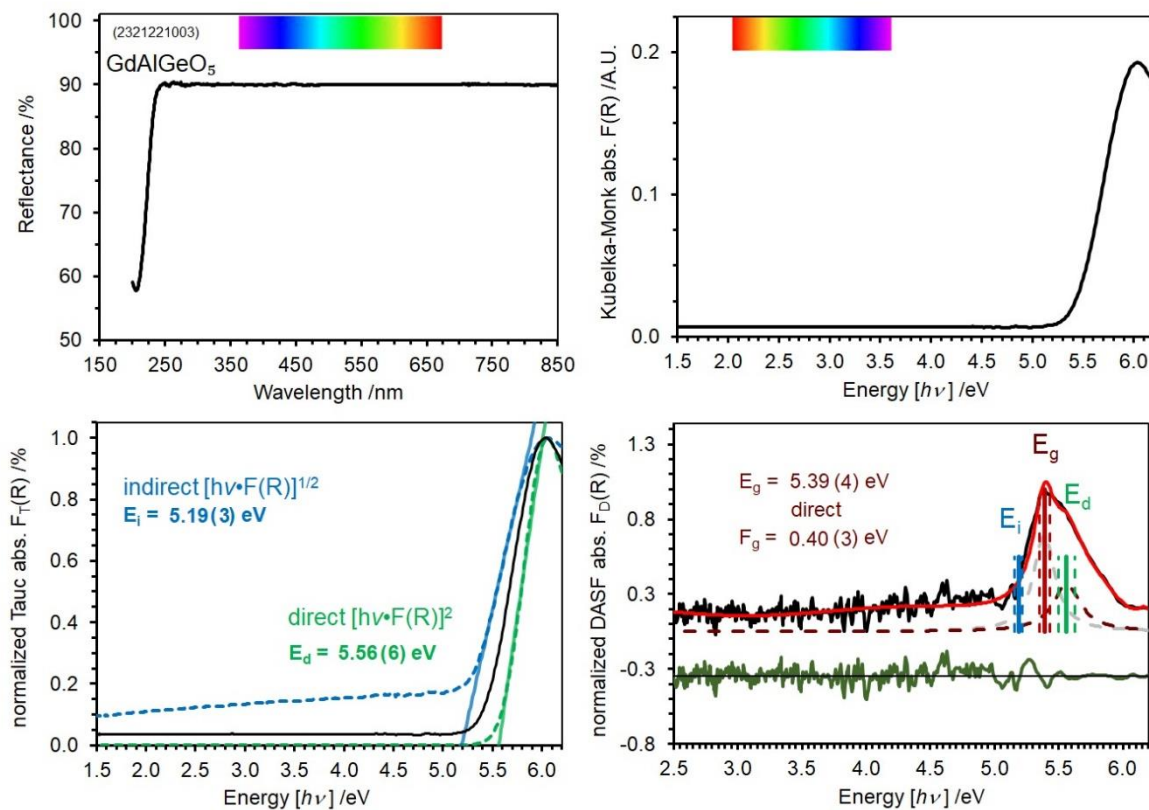 (2321221003)
GdAlGeO5
Reflectance /%
100
90
80
70
60
50
150 250 350 450 550 650 750 850
Wavelength /nm
Kubelka-Monk abs. F(R) /A.U.
0.2
0.1
0.0
1.5 2.0 2.5 3.0 3.5 4.0 4.5 5.0 5.5 6.0
Energy [hν] /eV
normalized Tauc abs. FT(R) /%
1.0
0.8
0.6
0.4
0.2
0.0
indirect [hν•F(R)]1/2
Ei = 5.19(3) eV
direct [hν•F(R)]2
Ed = 5.56(6) eV
1.5 2.0 2.5 3.0 3.5 4.0 4.5 5.0 5.5 6.0
Energy [hν] /eV
normalized DASF abs. FD(R) /%
1.3
0.8
0.3
-0.3
-0.8
Eg = 5.39(4) eV
direct
Fg = 0.40(3) eV
Eg
Ei
Ed
2.5 3.0 3.5 4.0 4.5 5.0 5.5 6.0
Energy [hν] /eV